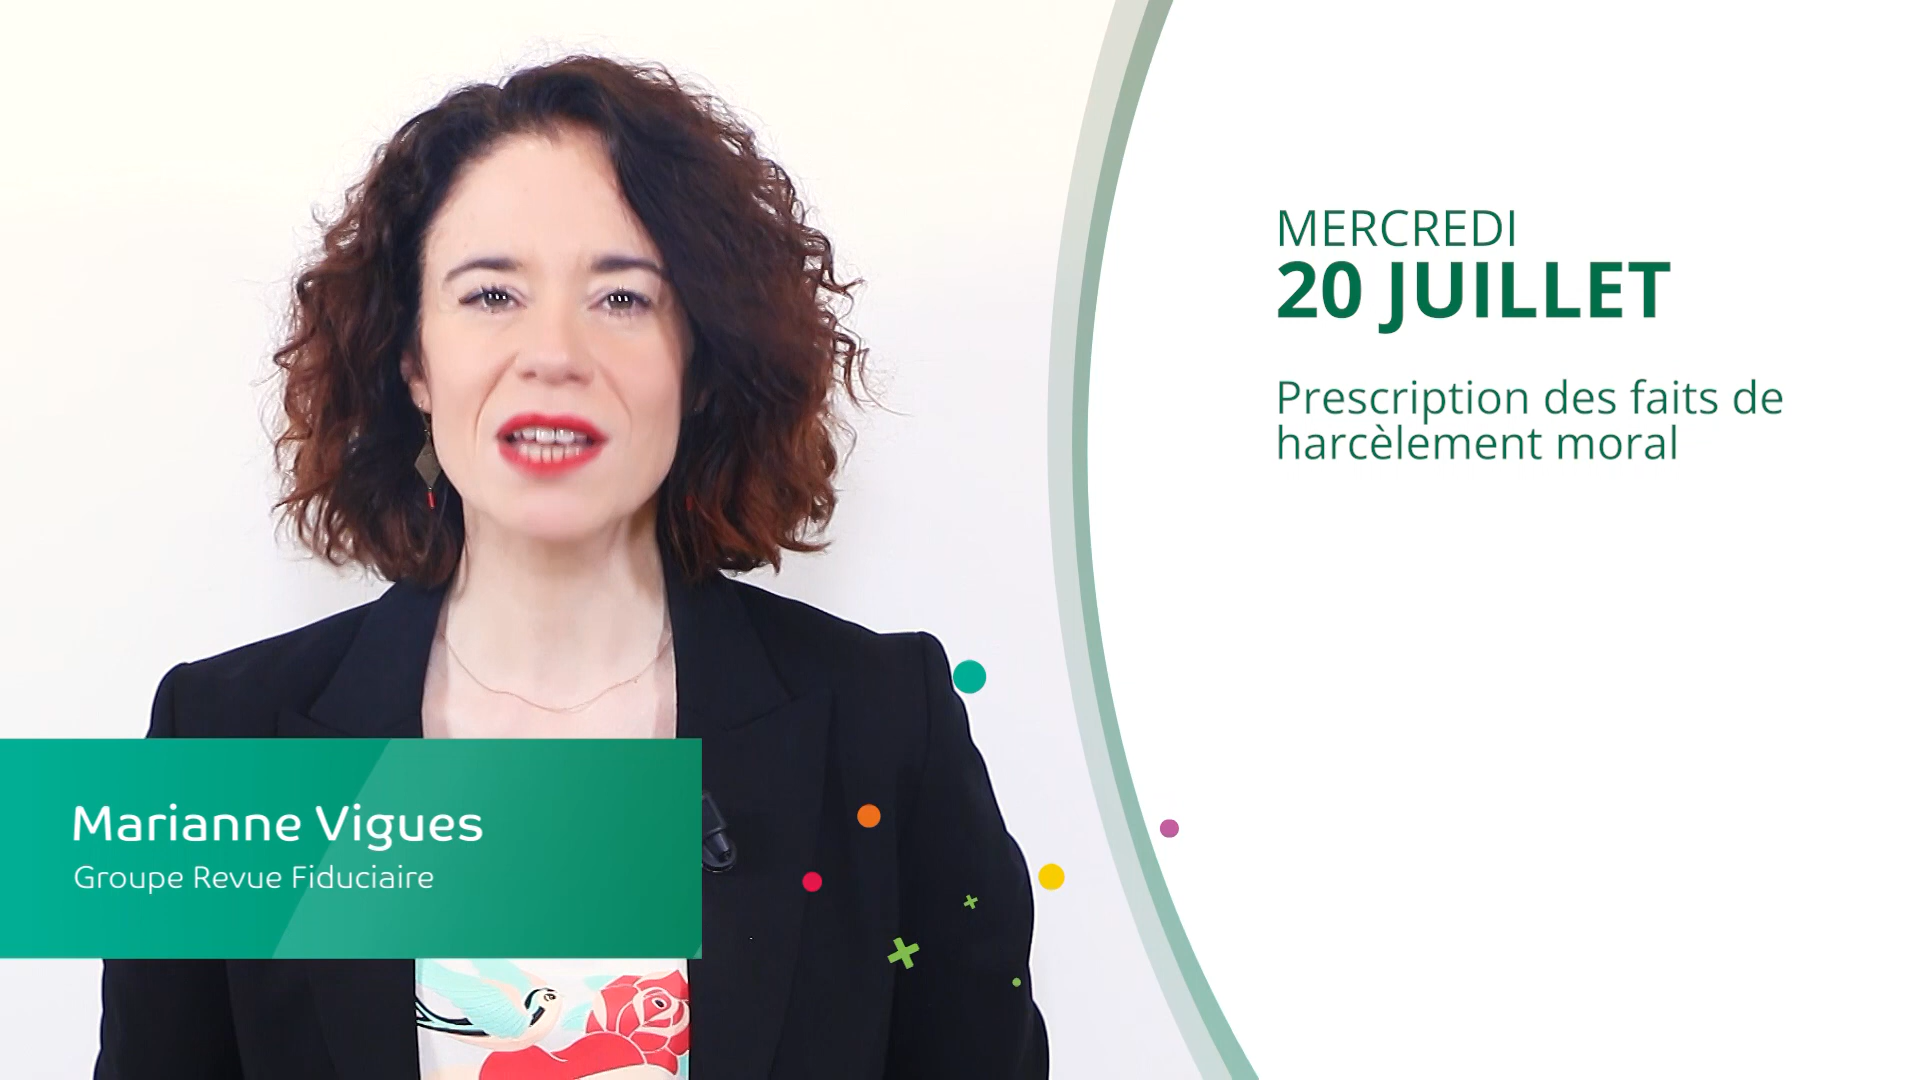 MERCREDI
20 JUILLET
Prescription des faits de
harcèlement moral
Marianne Vigues
Groupe Revue Fiduciaire